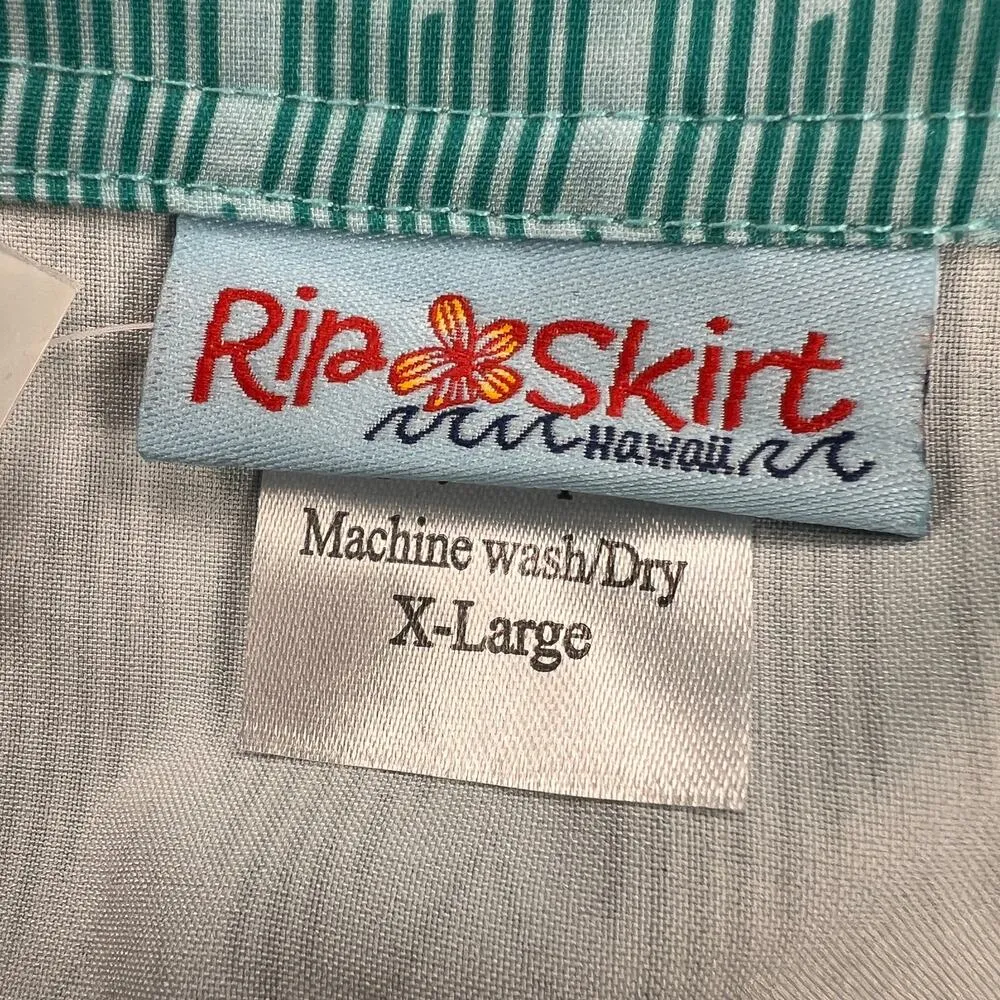 Rip Skirt
Hawaii
Machine wash/Dry
X-Large